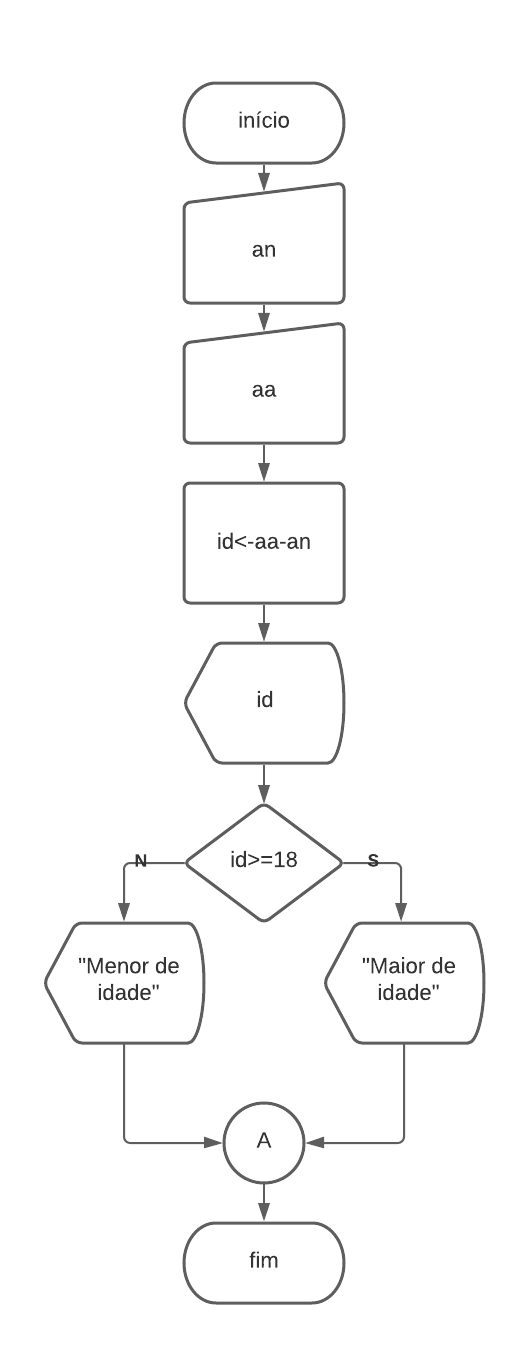 início
an
aa
id<-aa-an
id
id>=18
N
S
"Menor de
idade"
"Maior de
idade"
A
fim